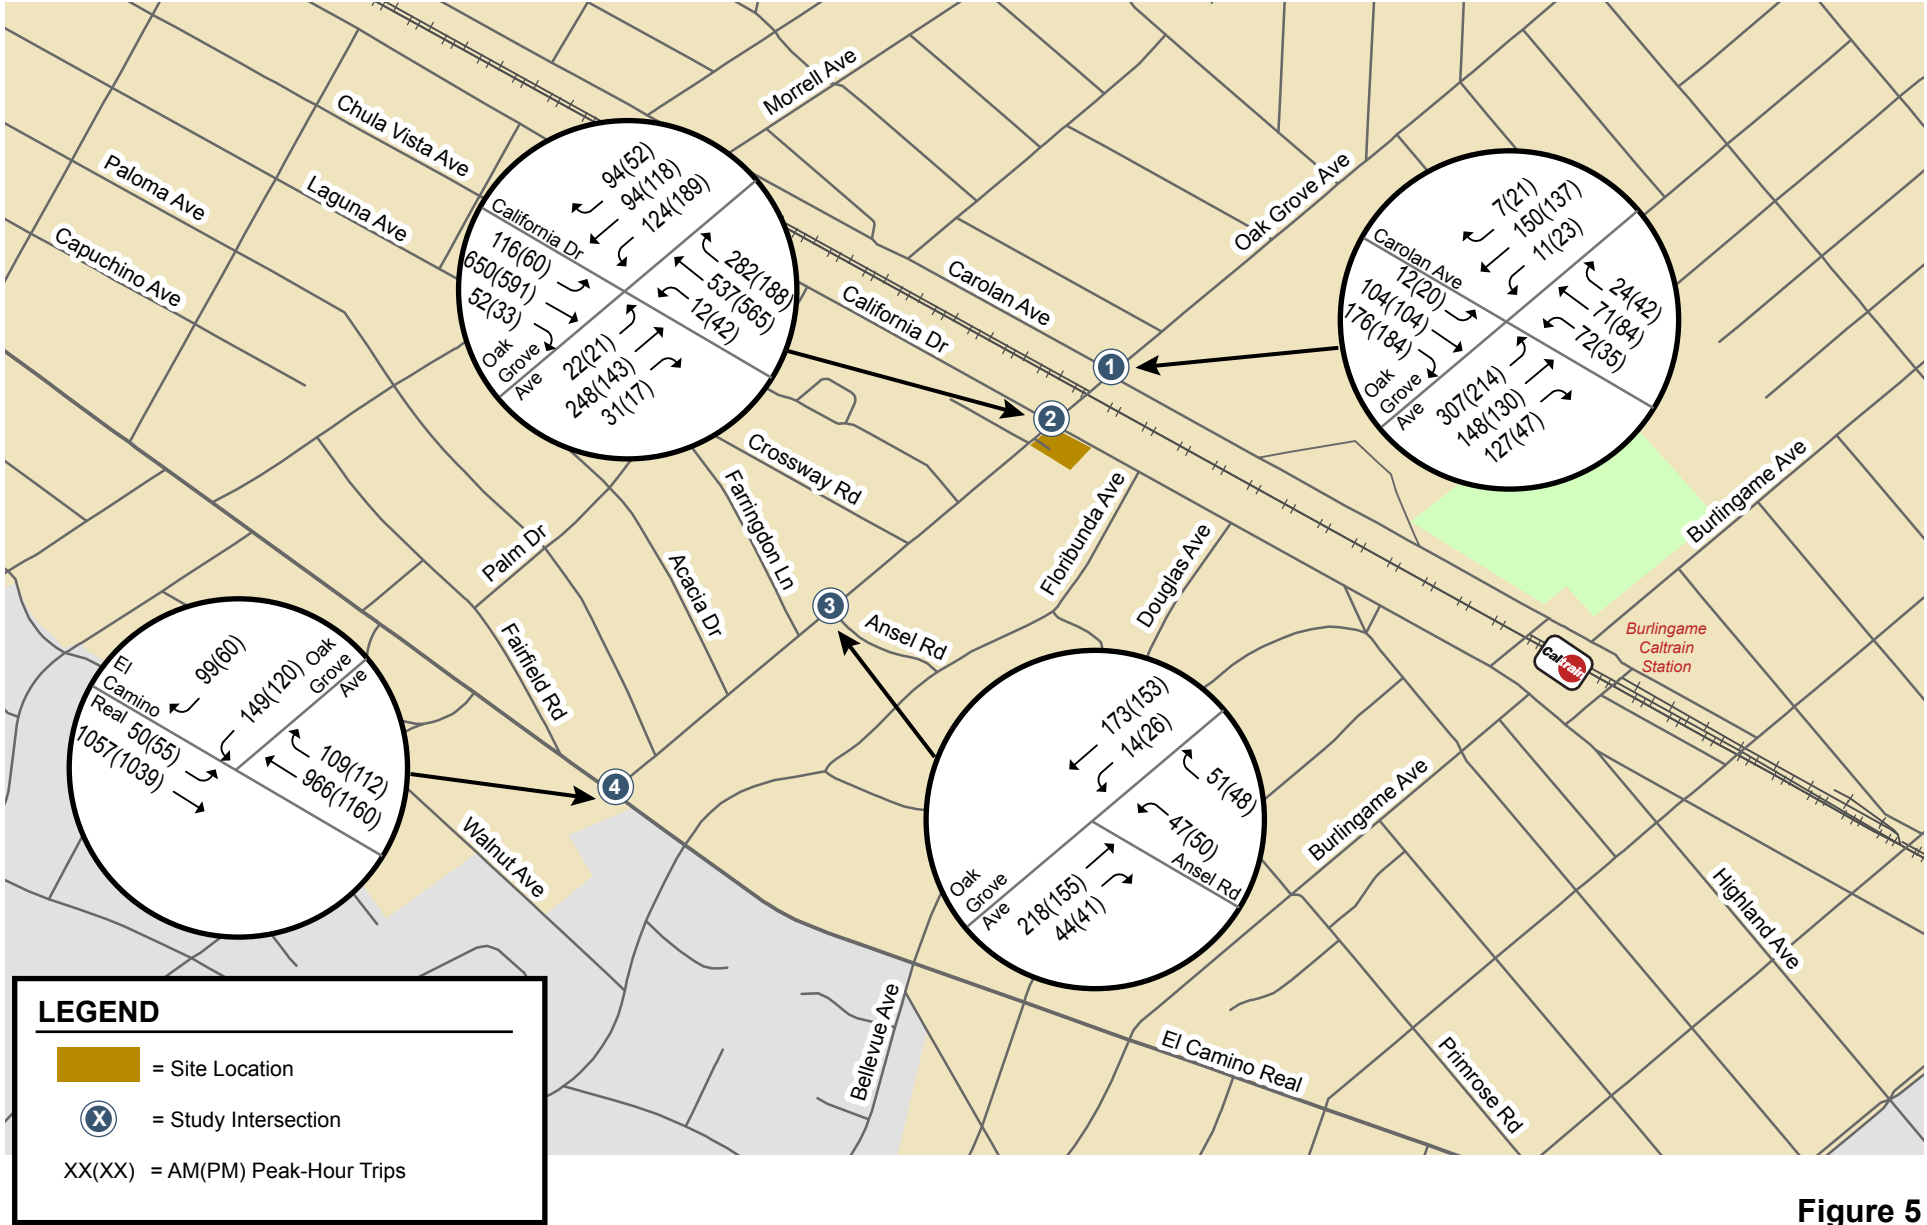 Morrell Ave
Chula Vista Ave
Paloma Ave
Laguna Ave
Capuchino Ave
Oak Grove Ave
Carolan Ave
California Dr
94(52)
94(118)
124(189)
California Dr
116(60)
650(591)
52(33)
282(188)
537(565)
12(42)
Oak
Grove
Ave
22(21)
248(143)
31(17)
7(21)
150(137)
11(23)
Carolan Ave
12(20)
104(104)
176(184)
24(42)
71(84)
72(35)
Oak
Grove
Ave
307(214)
148(130)
127(47)
1
2
3
4
Crossway Rd
Farringdon Ln
Floribunda Ave
Douglas Ave
Burlingame Ave
Palm Dr
Acacia Dr
Ansel Rd
Fairfield Rd
Burlingame
Caltrain
Station
Caltrain
El
Camino
Real
99(60)
149(120)
Oak
Grove
Ave
50(55)
1057(1039)
109(112)
966(1160)
173(153)
14(26)
51(48)
47(50)
Ansel Rd
Oak
Grove
Ave
218(155)
44(41)
Walnut Ave
Burlingame Ave
Highland Ave
Bellevue Ave
El Camino Real
Primrose Rd
LEGEND
= Site Location
X = Study Intersection
XX(XX) = AM(PM) Peak-Hour Trips
Figure 5